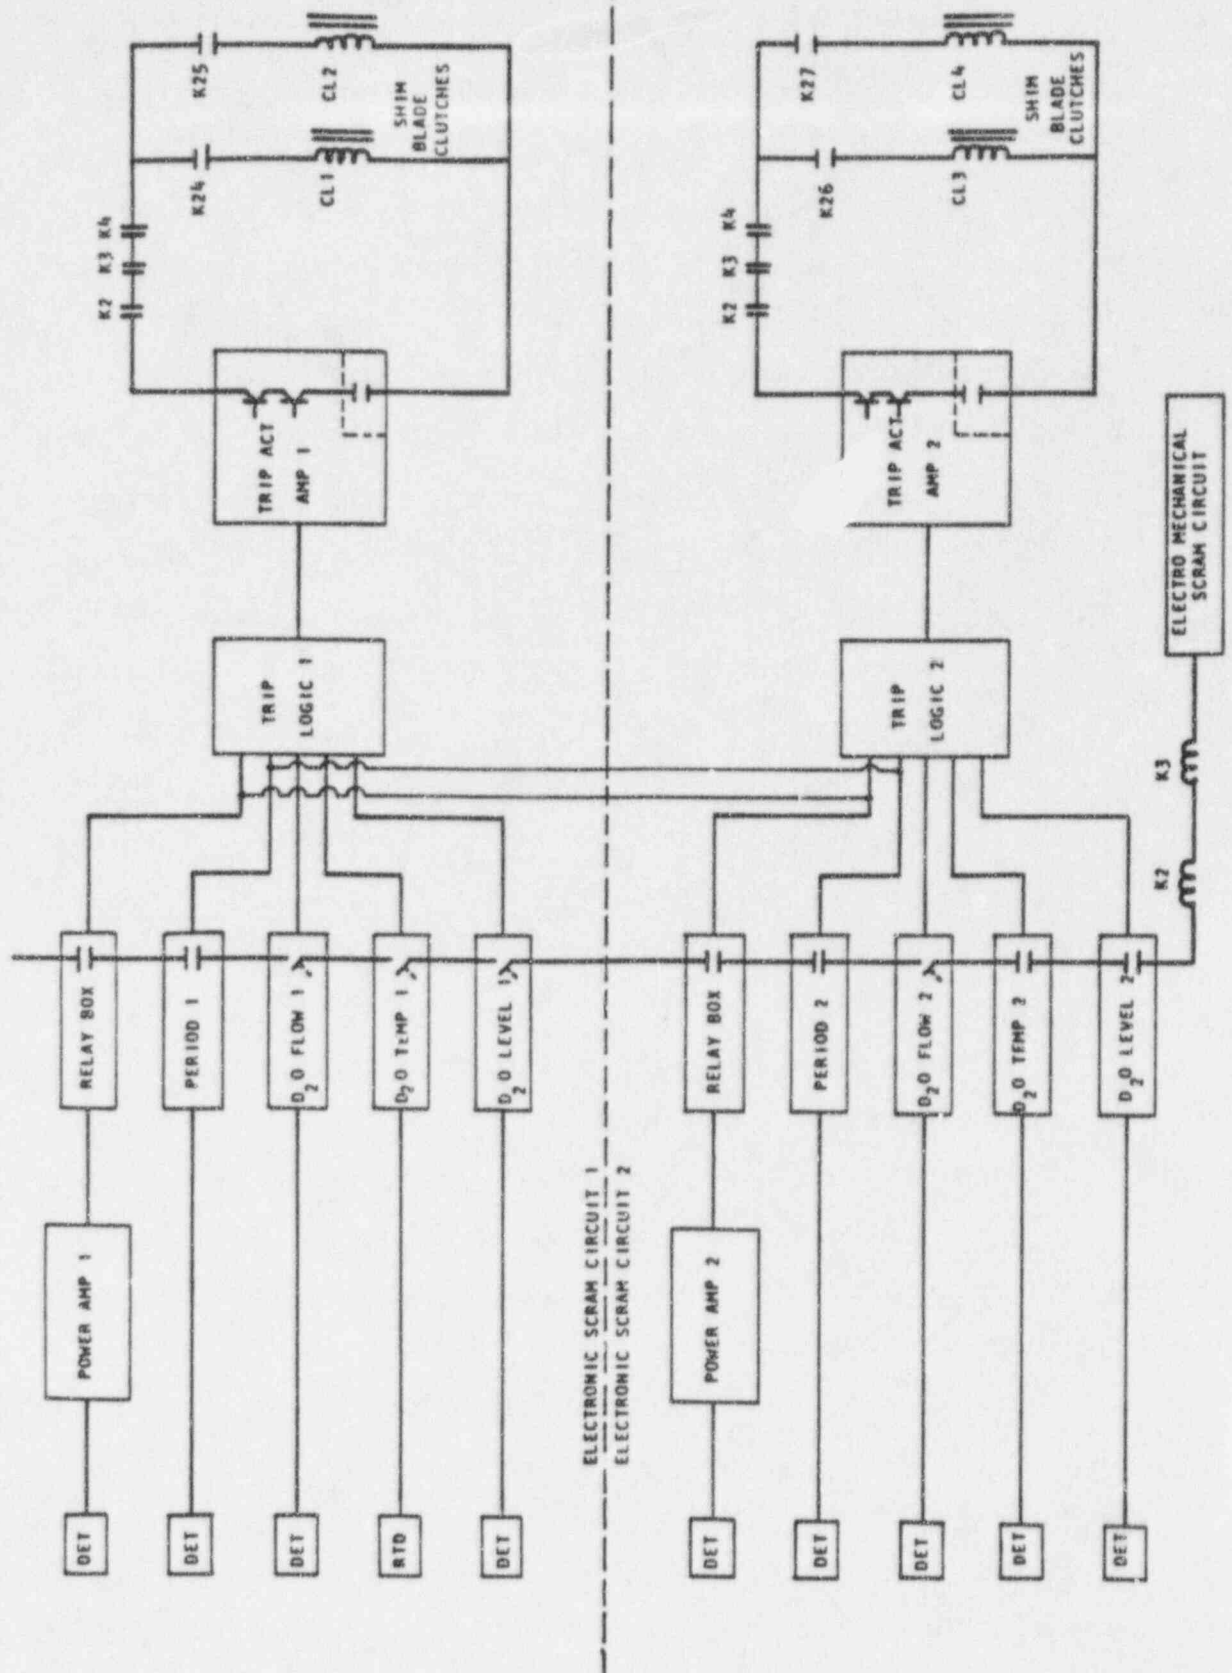 DET
POWER AMP 1
RELAY BOX
DET
PERIOD 1
DET
D2O FLOW 1
RTD
D2O TEMP 1
DET
D2O LEVEL 1
TRIP
LOGIC 1
TRIP ACT
AMP 1
K2 K3 K4
K24
CL1
K25
CL2
SHIM
BLADE
CLUTCHES
ELECTRONIC SCRAM CIRCUIT 1
ELECTRONIC SCRAM CIRCUIT 2
DET
POWER AMP 2
RELAY BOX
DET
PERIOD 2
DET
D2O FLOW 2
DET
D2O TEMP 2
DET
D2O LEVEL 2
TRIP
LOGIC 2
TRIP ACT
AMP 2
K2 K3 K4
K26
CL3
K27
CL4
SHIM
BLADE
CLUTCHES
K2
K3
ELECTRO MECHANICAL
SCRAM CIRCUIT